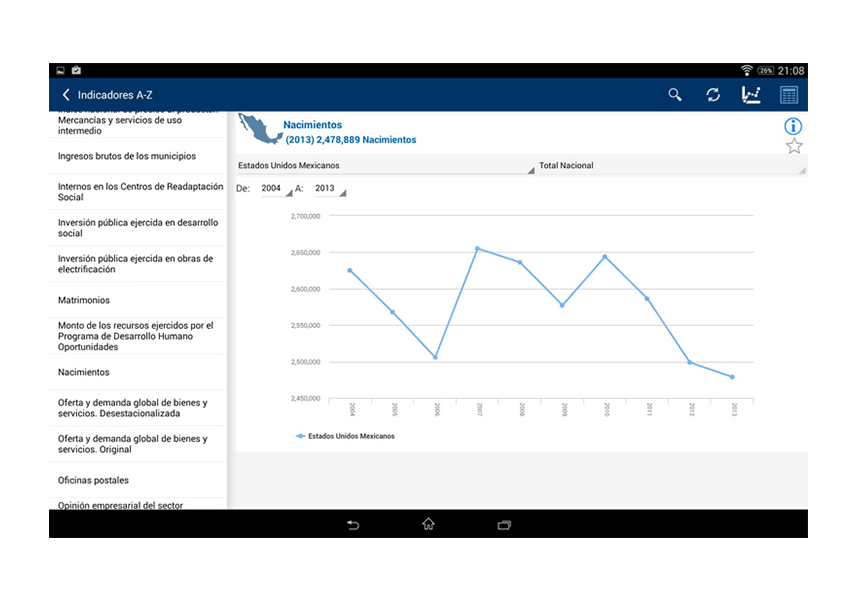 26% 21:08
Indicadores A-Z
Mercancías y servicios de uso
intermedio
Ingresos brutos de los municipios
Internos en los Centros de Readaptación
Social
Inversión pública ejercida en desarrollo
social
Inversión pública ejercida en obras de
electrificación
Matrimonios
Monto de los recursos ejercidos por el
Programa de Desarrollo Humano
Oportunidades
Nacimientos
Oferta y demanda global de bienes y
servicios. Desestacionalizada
Oferta y demanda global de bienes y
servicios. Original
Oficinas postales
Opinión empresarial del sector
Nacimientos
(2013) 2,478,889 Nacimientos
Estados Unidos Mexicanos
Total Nacional
De: 2004 A: 2013
2,700,000
2,650,000
2,600,000
2,550,000
2,500,000
2,450,000
2004 2005 2006 2007 2008 2009 2010 2011 2012 2013
Estados Unidos Mexicanos